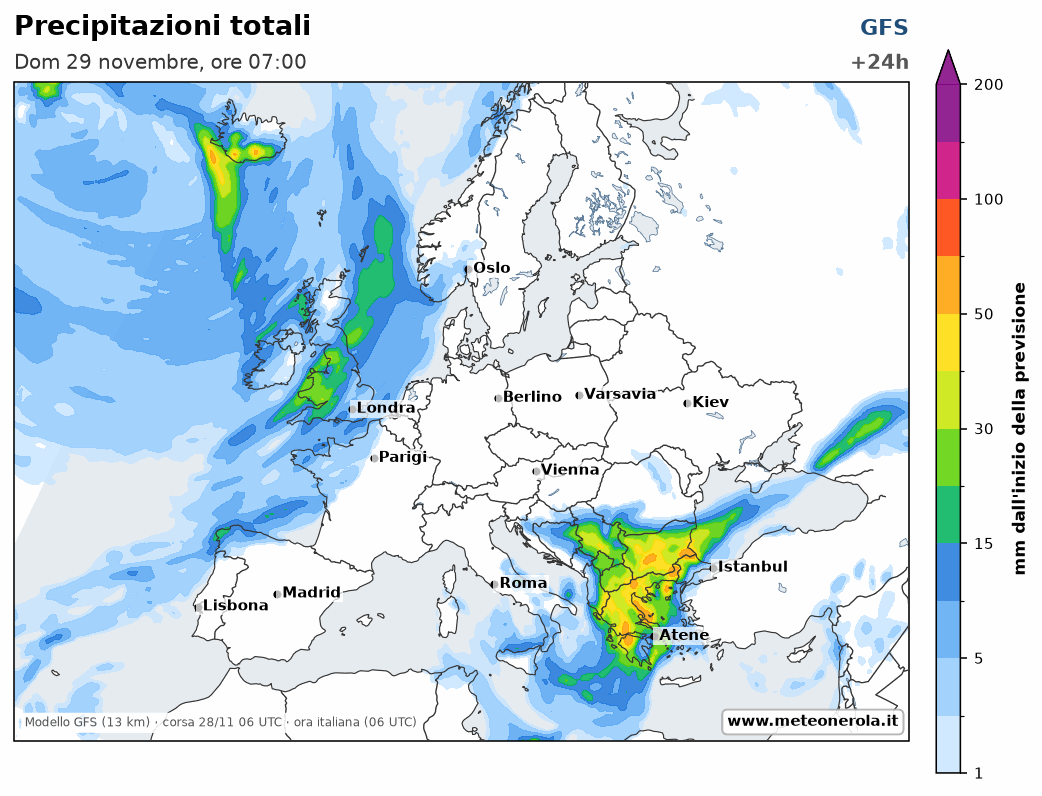 Precipitazioni totali
GFS
Dom 29 novembre, ore 07:00
+24h
200
100
50
30
15
5
1
mm dall'inizio della previsione
Oslo
Londra
Berlino
Varsavia
Kiev
Parigi
Vienna
Istanbul
Roma
Madrid
Lisbona
Atene
Modello GFS (13 km) · corsa 28/11 06 UTC · ora italiana (06 UTC)
www.meteonerola.it